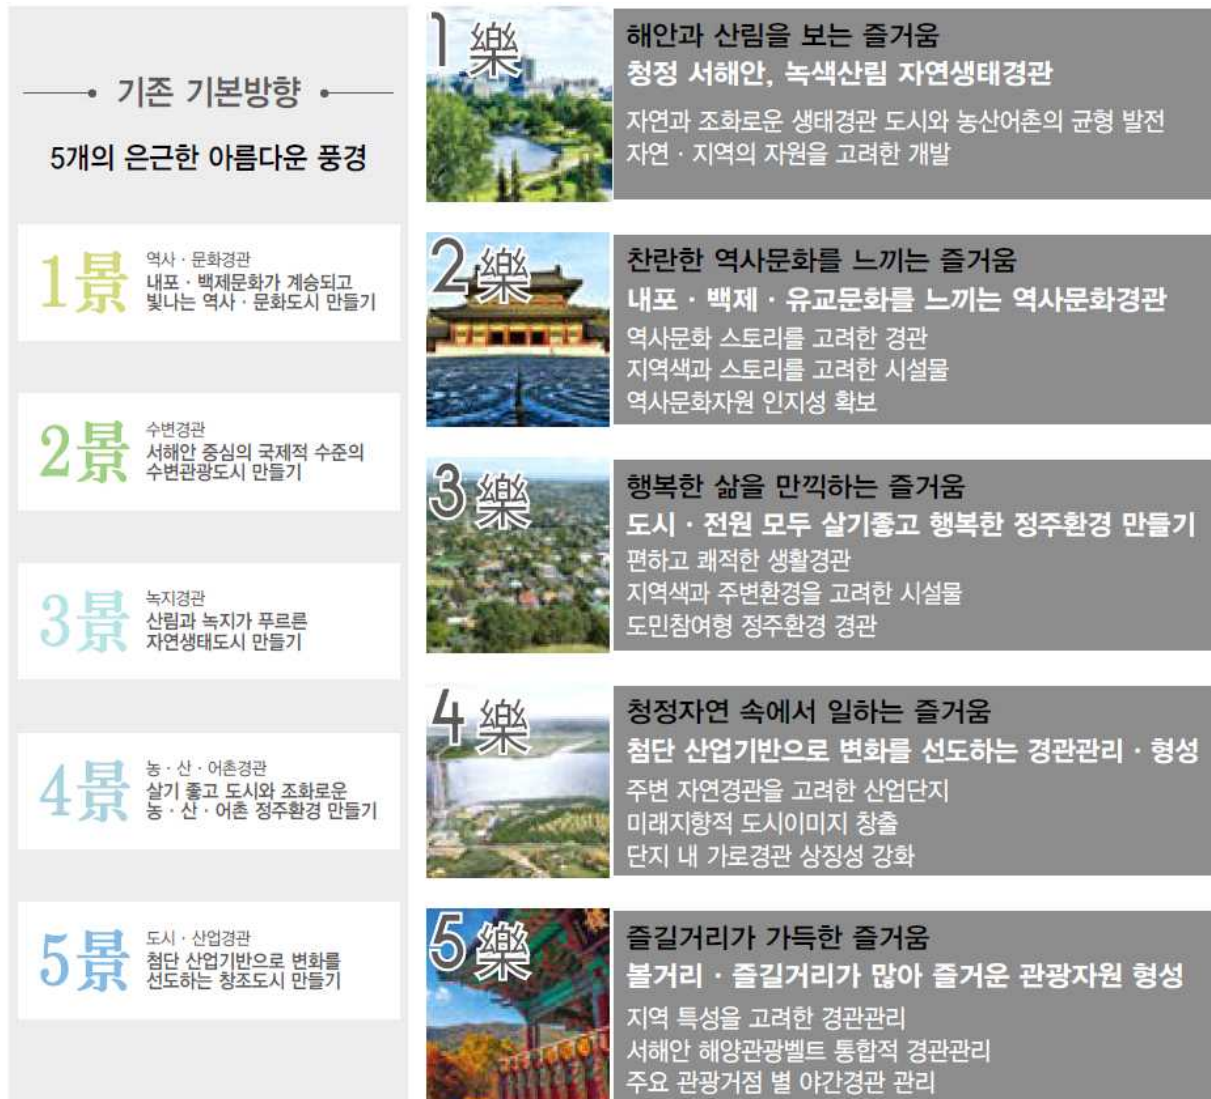 기존 기본방향
5개의 은근한 아름다운 풍경
1景
역사 · 문화경관
내포 · 백제문화가 계승되고
빛나는 역사 · 문화도시 만들기
2景
수변경관
서해안 중심의 국제적 수준의
수변관광도시 만들기
3景
녹지경관
산림과 녹지가 푸르른
자연생태도시 만들기
4景
농 · 산 · 어촌경관
살기 좋고 도시와 조화로운
농 · 산 · 어촌 정주환경 만들기
5景
도시 · 산업경관
첨단 산업기반으로 변화를
선도하는 창조도시 만들기
1樂
해안과 산림을 보는 즐거움
청정 서해안, 녹색산림 자연생태경관
자연과 조화로운 생태경관 도시와 농산어촌의 균형 발전
자연 · 지역의 자원을 고려한 개발
2樂
찬란한 역사문화를 느끼는 즐거움
내포 · 백제 · 유교문화를 느끼는 역사문화경관
역사문화 스토리를 고려한 경관
지역색과 스토리를 고려한 시설물
역사문화자원 인지성 확보
3樂
행복한 삶을 만끽하는 즐거움
도시 · 전원 모두 살기좋고 행복한 정주환경 만들기
편하고 쾌적한 생활경관
지역색과 주변환경을 고려한 시설물
도민참여형 정주환경 경관
4樂
청정자연 속에서 일하는 즐거움
첨단 산업기반으로 변화를 선도하는 경관관리 · 형성
주변 자연경관을 고려한 산업단지
미래지향적 도시이미지 창출
단지 내 가로경관 상징성 강화
5樂
즐길거리가 가득한 즐거움
볼거리 · 즐길거리가 많아 즐거운 관광자원 형성
지역 특성을 고려한 경관관리
서해안 해양관광벨트 통합적 경관관리
주요 관광거점 별 야간경관 관리